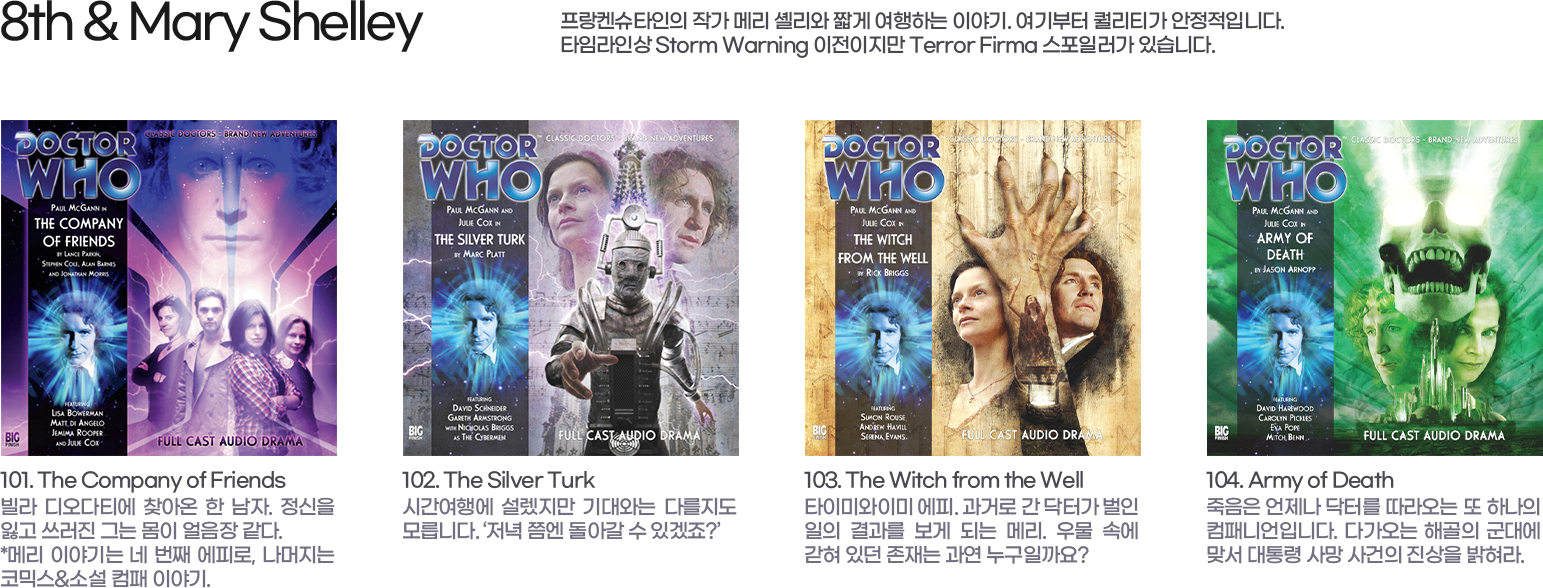 8th & Mary Shelley
프랑켄슈타인의 작가 메리 셸리와 짧게 여행하는 이야기. 여기부터 퀄리티가 안정적입니다.
타임라인상 Storm Warning 이전이지만 Terror Firma 스포일러가 있습니다.
DOCTOR
WHO
CLASSIC DOCTORS - BRAND NEW ADVENTURES
PAUL MCGANN IN
THE COMPANY
OF FRIENDS
BY LANCE PARKIN,
STEPHEN COLE, ALAN BARNES
AND JONATHAN MORRIS
FEATURING
LISA BOWERMAN
MATT DI ANGELO
JEMIMA ROOPER
AND JULIE COX
BIG
FINISH
FULL CAST AUDIO DRAMA
101. The Company of Friends
빌라 디오다티에 찾아온 한 남자. 정신을
잃고 쓰러진 그는 몸이 얼음장 같다.
*메리 이야기는 네 번째 에피로, 나머지는
코믹스&소설 컴패 이야기.
DOCTOR
WHO
™ CLASSIC DOCTORS - BRAND NEW ADVENTURES
PAUL MCGANN AND
JULIE COX IN
THE SILVER TURK
BY MARC PLATT
FEATURING
DAVID SCHNEIDER
GARETH ARMSTRONG
WITH NICHOLAS BRIGGS
AS THE CYBERMEN
BIG
FINISH
FULL CAST AUDIO DRAMA
102. The Silver Turk
시간여행에 설렜지만 기대와는 다를지도
모릅니다. ‘저녁 쯤엔 돌아갈 수 있겠죠?’
DOCTOR
WHO
™ CLASSIC DOCTORS - BRAND NEW ADVENTURES
PAUL MCGANN AND
JULIE COX IN
THE WITCH
FROM THE WELL
BY RICK BRIGGS
FEATURING
SIMON ROUSE
ANDREW HAVILL
SERENA EVANS
BIG
FINISH
FULL CAST AUDIO DRAMA
103. The Witch from the Well
타이미와이미 에피. 과거로 간 닥터가 벌인
일의 결과를 보게 되는 메리. 우물 속에
갇혀 있던 존재는 과연 누구일까요?
DOCTOR
WHO
™ CLASSIC DOCTORS - BRAND NEW ADVENTURES
PAUL MCGANN AND
JULIE COX IN
ARMY OF
DEATH
BY JASON ARNOPP
FEATURING
DAVID HAREWOOD
CAROLYN PICKLES
EVA POPE
MITCH BENN
BIG
FINISH
FULL CAST AUDIO DRAMA
104. Army of Death
죽음은 언제나 닥터를 따라오는 또 하나의
컴패니언입니다. 다가오는 해골의 군대에
맞서 대통령 사망 사건의 진상을 밝혀라.